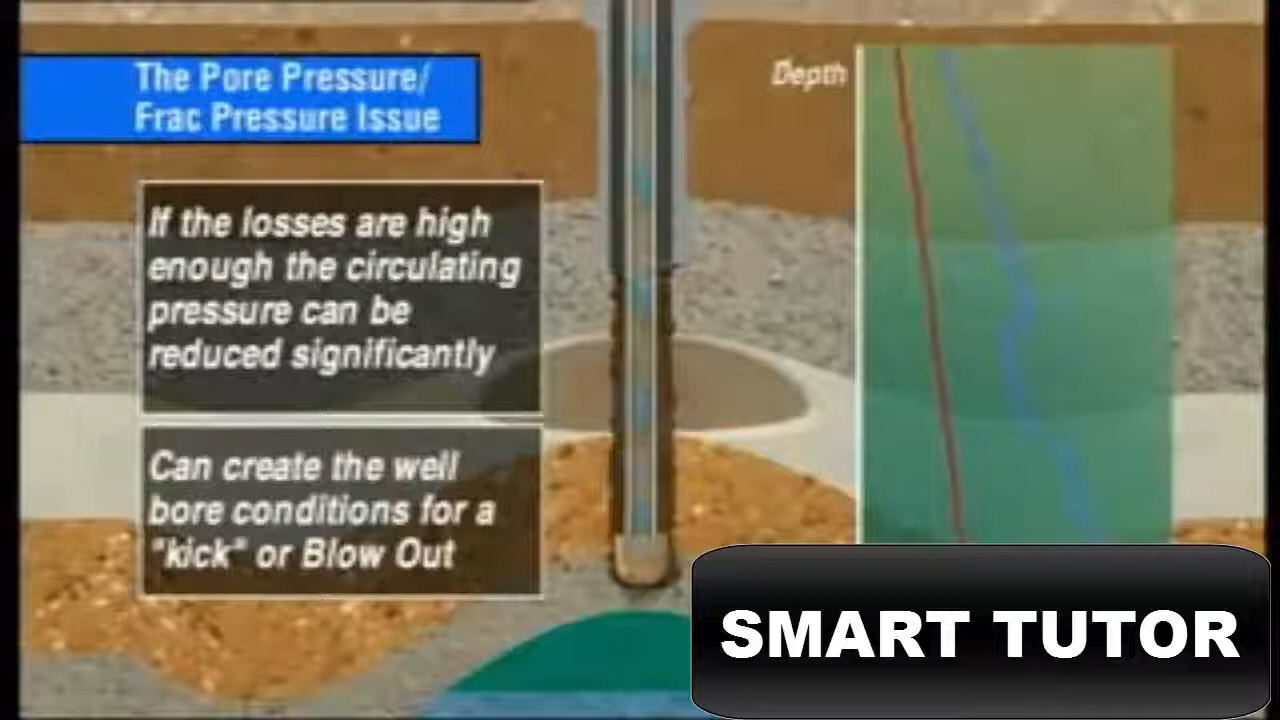 The Pore Pressure/
Frac Pressure Issue
Depth
If the losses are high
enough the circulating
pressure can be
reduced significantly
Can create the well
bore conditions for a
"kick" or Blow Out
SMART TUTOR